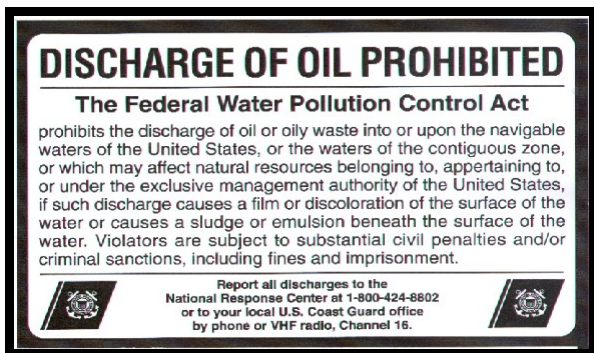 DISCHARGE OF OIL PROHIBITED
The Federal Water Pollution Control Act
prohibits the discharge of oil or oily waste into or upon the navigable
waters of the United States, or the waters of the contiguous zone,
or which may affect natural resources belonging to, appertaining to,
or under the exclusive management authority of the United States,
if such discharge causes a film or discoloration of the surface of the
water or causes a sludge or emulsion beneath the surface of the
water. Violators are subject to substantial civil penalties and/or
criminal sanctions, including fines and imprisonment.
Report all discharges to the
National Response Center at 1-800-424-8802
or to your local U.S. Coast Guard office
by phone or VHF radio, Channel 16.